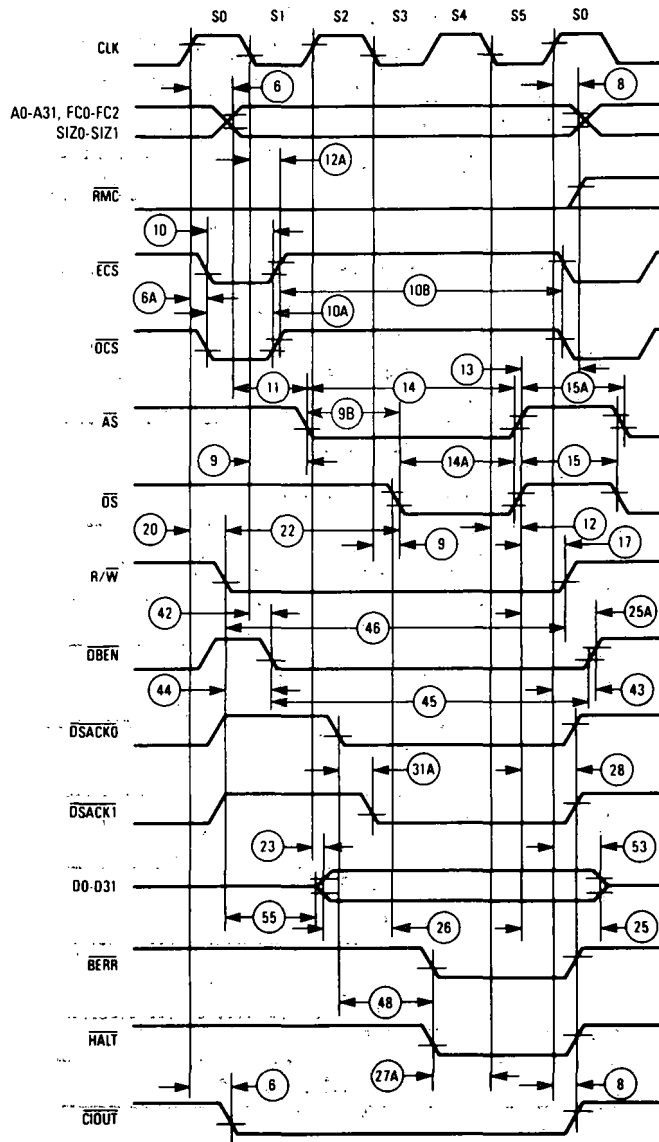 S0 S1 S2 S3 S4 S5 S0
CLK
6 8
A0-A31, FC0-FC2
SIZ0-SIZ1
12A
RMC
10
ECS
10B
6A 10A
OCS
13
11 14 15A
9B
AS
9 14A 15
DS
20 22 12
9 17
R/W
42 25A
46
DBEN
44 45 43
DSACK0
31A 28
DSACK1
23 53
D0-D31
55 26 25
BERR
48
HALT
27A
6 8
CIOUT